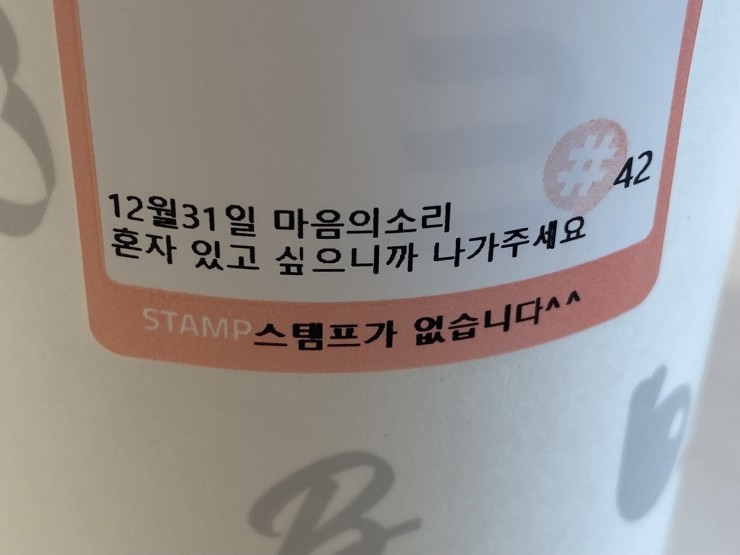 #42
12월31일 마음의소리
혼자 있고 싶으니까 나가주세요
STAMP스탬프가 없습니다^^
B
b